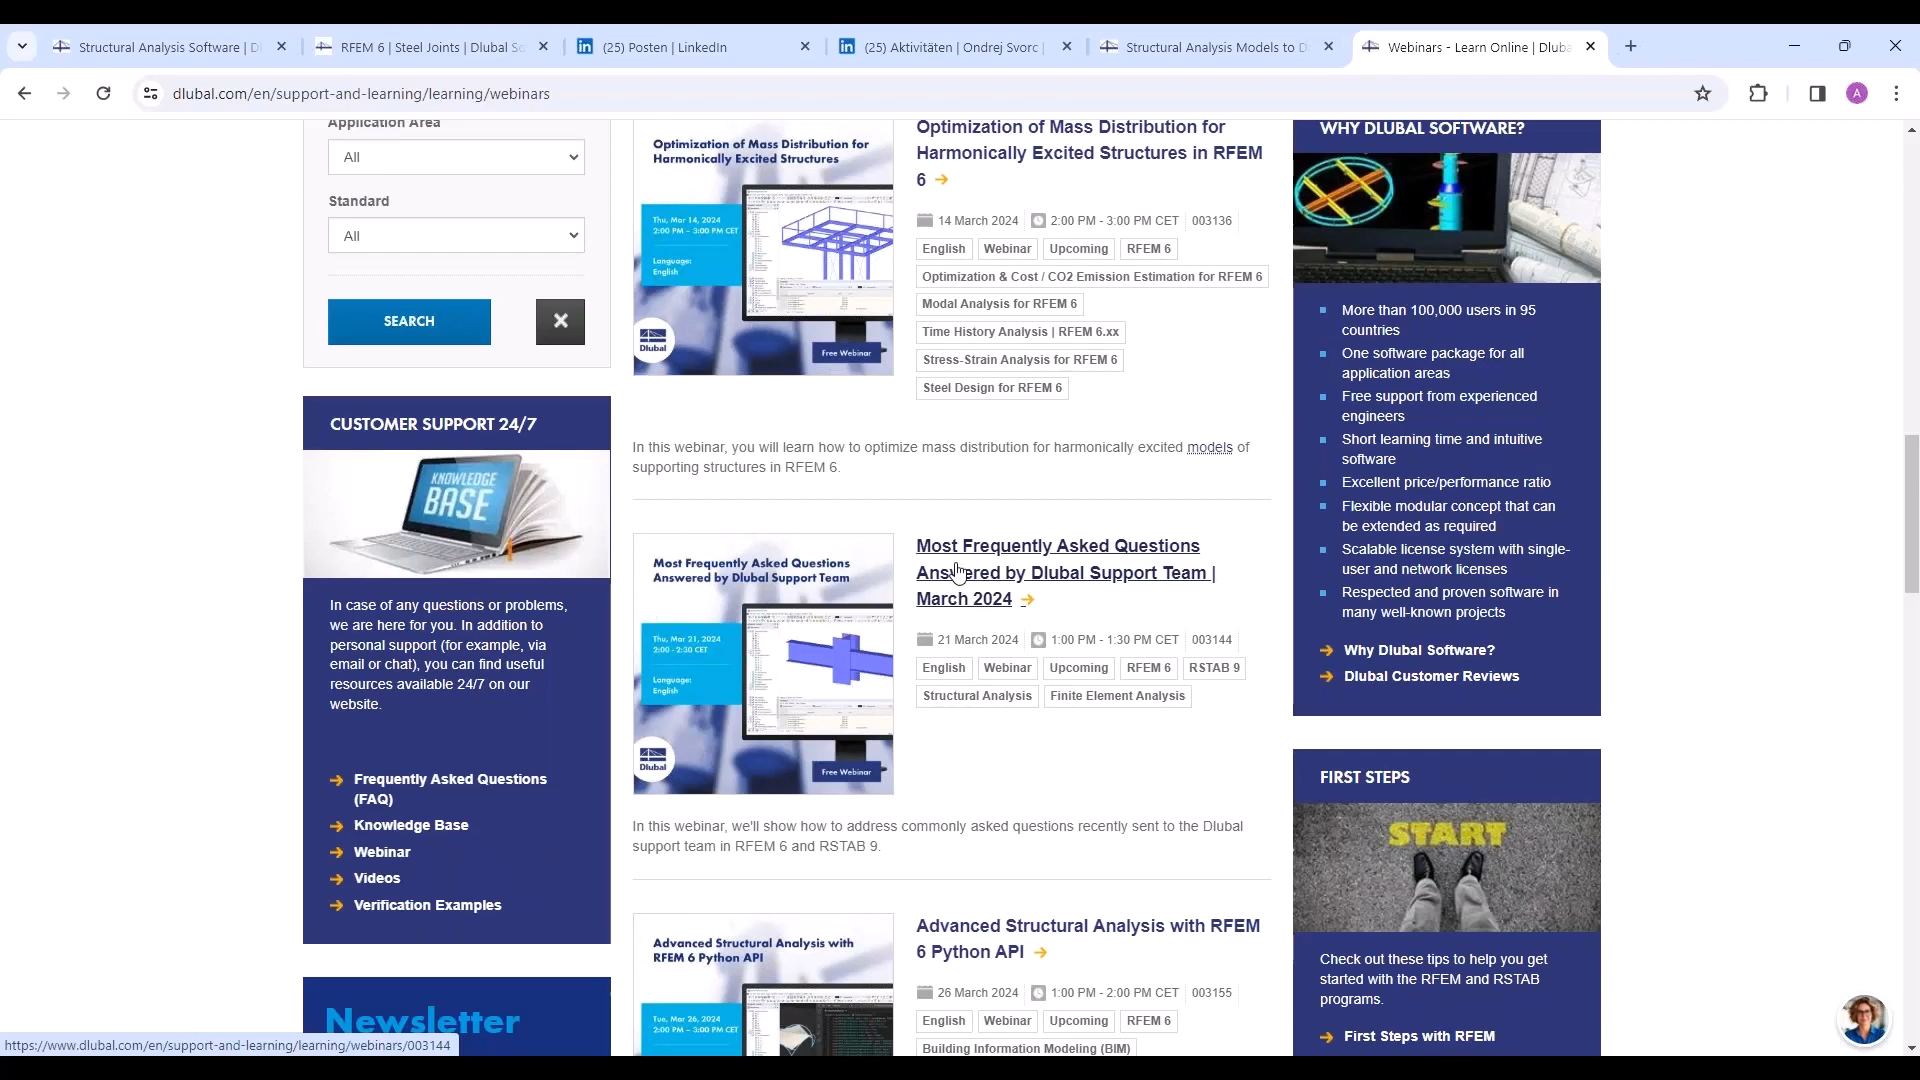 Structural Analysis Software | Dl
RFEM 6 | Steel Joints | Dlubal So
(25) Posten | LinkedIn
(25) Aktivitäten | Ondrej Svorc |
Structural Analysis Models to D
Webinars - Learn Online | Dluba
dlubal.com/en/support-and-learning/learning/webinars
A
Application Area
All
Standard
All
SEARCH
CUSTOMER SUPPORT 24/7
KNOWLEDGE
BASE
In case of any questions or problems,
we are here for you. In addition to
personal support (for example, via
email or chat), you can find useful
resources available 24/7 on our
website.
Frequently Asked Questions
(FAQ)
Knowledge Base
Webinar
Videos
Verification Examples
Newsletter
https://www.dlubal.com/en/support-and-learning/learning/webinars/003144
Optimization of Mass Distribution for
Harmonically Excited Structures
Thu, Mar 14, 2024
2:00 PM – 3:00 PM CET
Language:
English
Dlubal
Free Webinar
Optimization of Mass Distribution for
Harmonically Excited Structures in RFEM
6
14 March 2024
2:00 PM - 3:00 PM CET
003136
English
Webinar
Upcoming
RFEM 6
Optimization & Cost / CO2 Emission Estimation for RFEM 6
Modal Analysis for RFEM 6
Time History Analysis | RFEM 6.xx
Stress-Strain Analysis for RFEM 6
Steel Design for RFEM 6
In this webinar, you will learn how to optimize mass distribution for harmonically excited models of
supporting structures in RFEM 6.
Most Frequently Asked Questions
Answered by Dlubal Support Team
Thu, Mar 21, 2024
2:00 - 2:30 CET
Language:
English
Dlubal
Free Webinar
Most Frequently Asked Questions
Answered by Dlubal Support Team |
March 2024
21 March 2024
1:00 PM - 1:30 PM CET
003144
English
Webinar
Upcoming
RFEM 6
RSTAB 9
Structural Analysis
Finite Element Analysis
In this webinar, we'll show how to address commonly asked questions recently sent to the Dlubal
support team in RFEM 6 and RSTAB 9.
Advanced Structural Analysis with
RFEM 6 Python API
Tue, Mar 26, 2024
2:00 PM – 3:00 PM CET
Advanced Structural Analysis with RFEM
6 Python API
26 March 2024
1:00 PM - 2:00 PM CET
003155
English
Webinar
Upcoming
RFEM 6
Building Information Modeling (BIM)
WHY DLUBAL SOFTWARE?
More than 100,000 users in 95
countries
One software package for all
application areas
Free support from experienced
engineers
Short learning time and intuitive
software
Excellent price/performance ratio
Flexible modular concept that can
be extended as required
Scalable license system with single-
user and network licenses
Respected and proven software in
many well-known projects
Why Dlubal Software?
Dlubal Customer Reviews
FIRST STEPS
START
Check out these tips to help you get
started with the RFEM and RSTAB
programs.
First Steps with RFEM